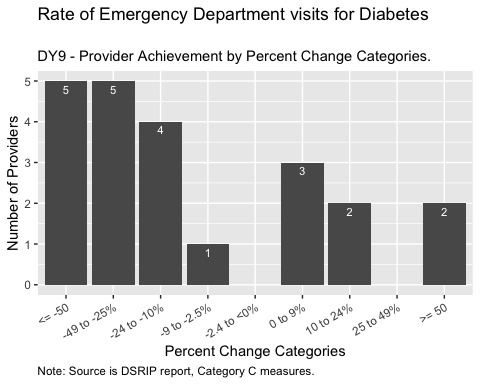 Rate of Emergency Department visits for Diabetes
DY9 - Provider Achievement by Percent Change Categories.
Number of Providers
5
4
3
2
1
0
5
5
4
1
3
2
2
<= -50
-49 to -25%
-24 to -10%
-9 to -2.5%
-2.4 to <0%
0 to 9%
10 to 24%
25 to 49%
>= 50
Percent Change Categories
Note: Source is DSRIP report, Category C measures.